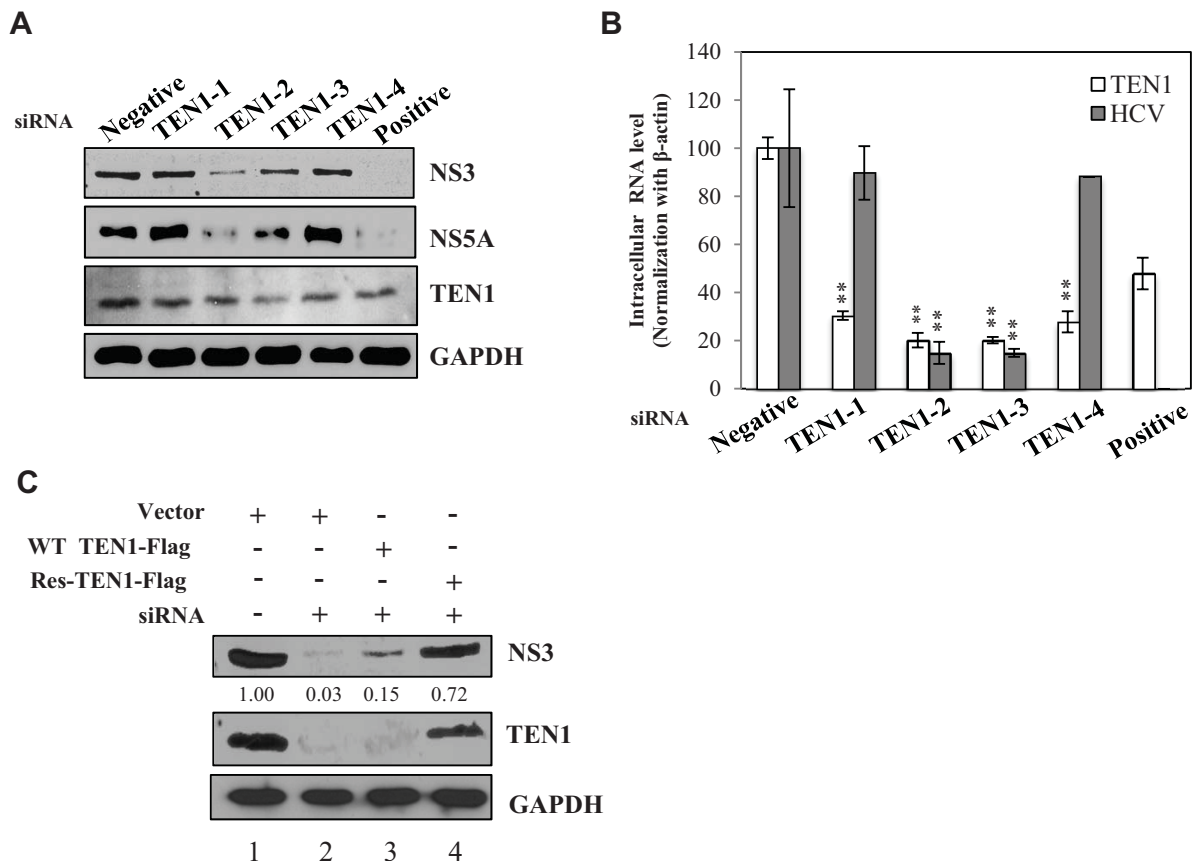 A
siRNA Negative TEN1-1 TEN1-2 TEN1-3 TEN1-4 Positive
NS3
NS5A
TEN1
GAPDH
B
Intracellular RNA level
(Normalization with β-actin)
140
120
100
80
60
40
20
0
TEN1
HCV
**
**
**
**
**
**
siRNA Negative TEN1-1 TEN1-2 TEN1-3 TEN1-4 Positive
C
Vector + + - -
WT TEN1-Flag - - + -
Res-TEN1-Flag - - - +
siRNA - + + +
NS3
1.00 0.03 0.15 0.72
TEN1
GAPDH
1 2 3 4